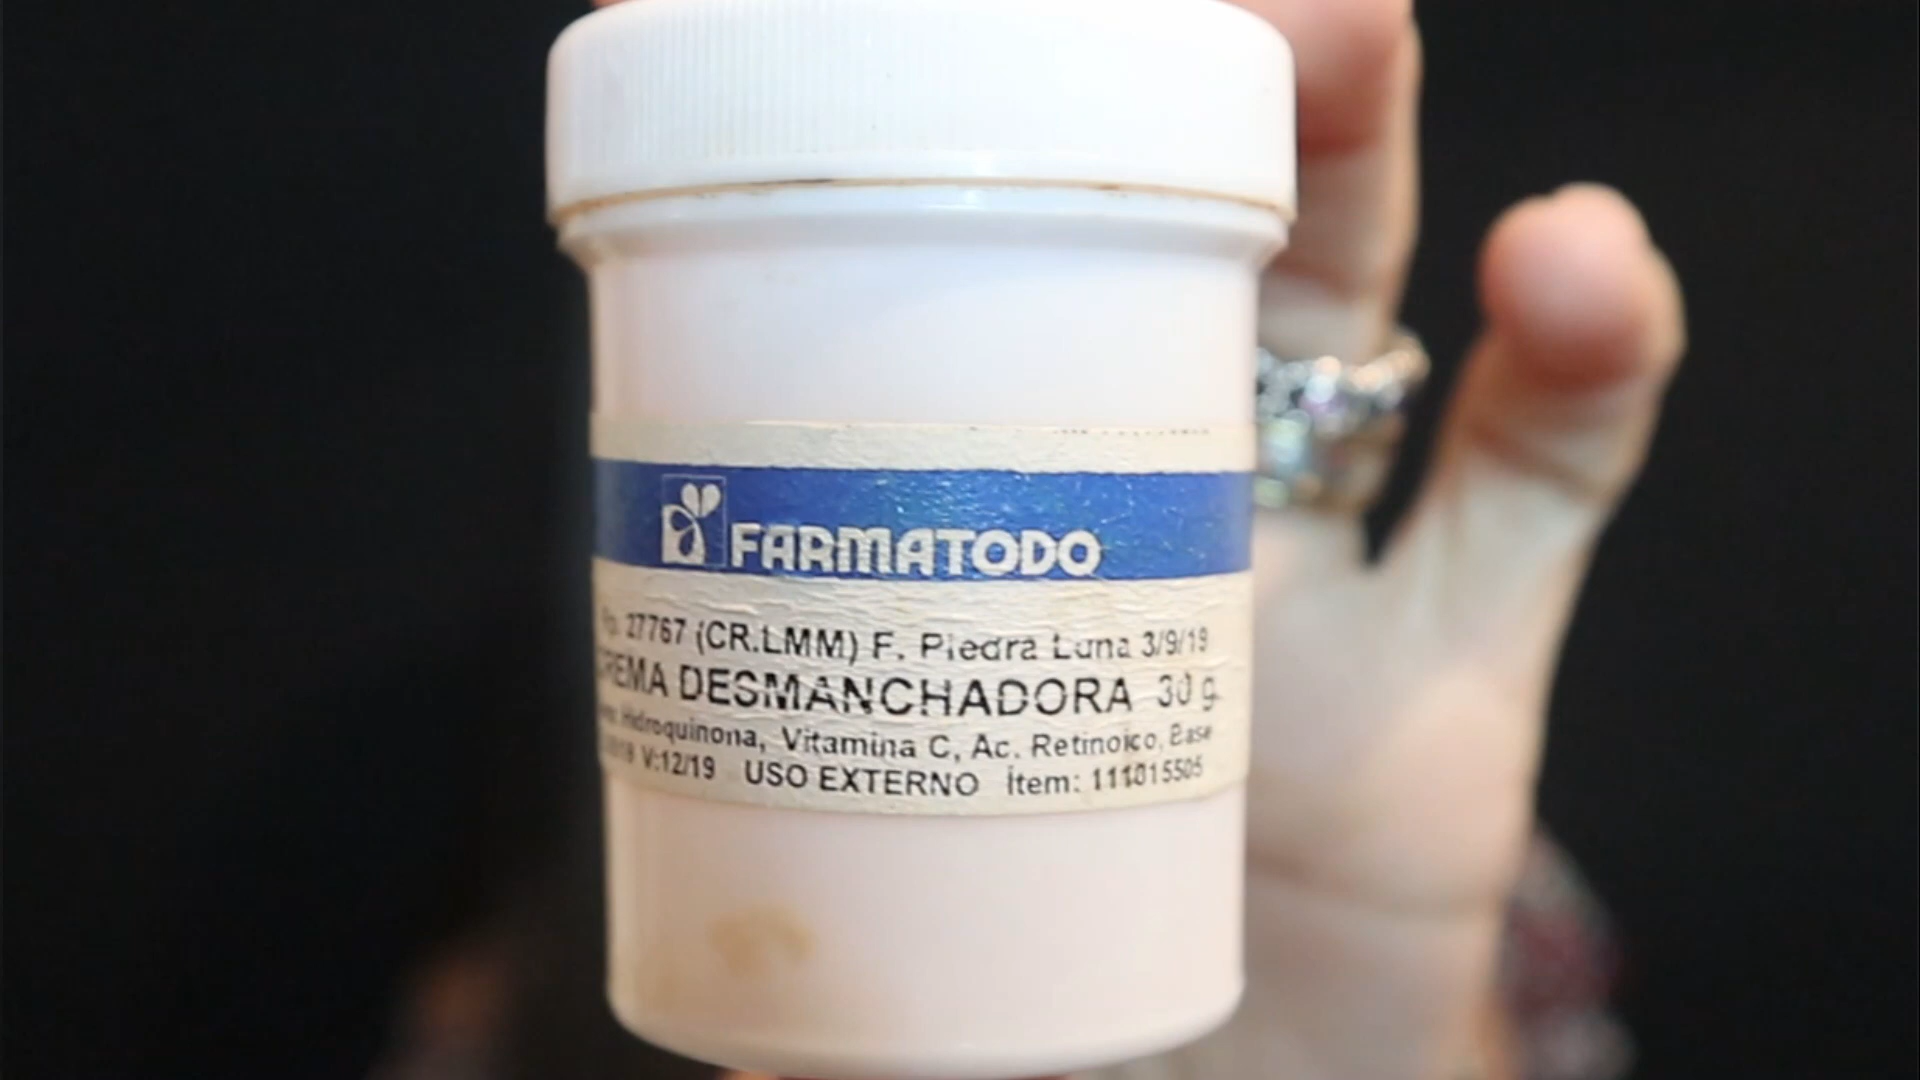 FARMATODO
27767 (CR.LMM) F. Piedra Luna 3/9/19
CREMA DESMANCHADORA 30 g.
Hidroquinona, Vitamina C, Ac. Retinoico, Base
V:12/19 USO EXTERNO Ítem: 111015505